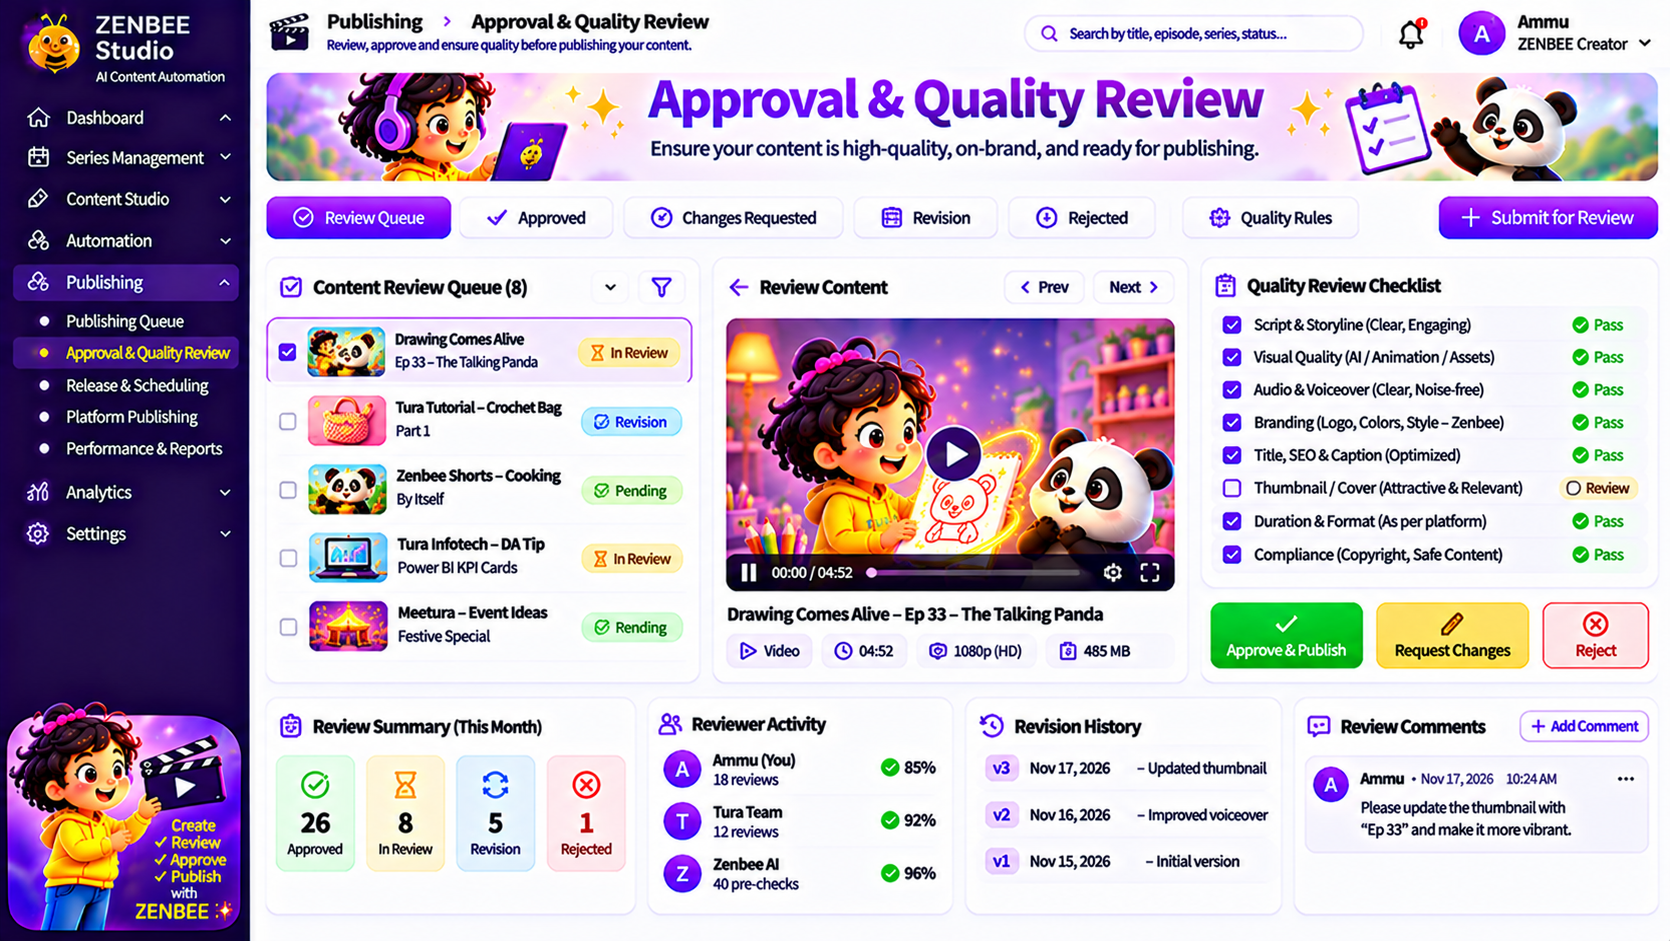 ZENBEE
Studio
AI Content Automation
Dashboard
Series Management
Content Studio
Automation
Publishing
Publishing Queue
Approval & Quality Review
Release & Scheduling
Platform Publishing
Performance & Reports
Analytics
Settings
Create
✓ Review
✓ Approve
✓ Publish
with
ZENBEE
Publishing > Approval & Quality Review
Review, approve and ensure quality before publishing your content.
Search by title, episode, series, status...
A
Ammu
ZENBEE Creator
Approval & Quality Review
Ensure your content is high-quality, on-brand, and ready for publishing.
Review Queue
Approved
Changes Requested
Revision
Rejected
Quality Rules
+ Submit for Review
Content Review Queue (8)
Drawing Comes Alive
Ep 33 – The Talking Panda
In Review
Tura Tutorial – Crochet Bag
Part 1
Revision
Zenbee Shorts – Cooking
By Itself
Pending
Tura Infotech – DA Tip
Power BI KPI Cards
In Review
Meetura – Event Ideas
Festive Special
Rending
Review Content
Prev
Next
00:00 / 04:52
Drawing Comes Alive – Ep 33 – The Talking Panda
Video
04:52
1080p (HD)
485 MB
Quality Review Checklist
Script & Storyline (Clear, Engaging) Pass
Visual Quality (AI / Animation / Assets) Pass
Audio & Voiceover (Clear, Noise-free) Pass
Branding (Logo, Colors, Style – Zenbee) Pass
Title, SEO & Caption (Optimized) Pass
Thumbnail / Cover (Attractive & Relevant) Review
Duration & Format (As per platform) Pass
Compliance (Copyright, Safe Content) Pass
Approve & Publish
Request Changes
Reject
Review Summary (This Month)
26
Approved
8
In Review
5
Revision
1
Rejected
Reviewer Activity
A
Ammu (You)
18 reviews
85%
T
Tura Team
12 reviews
92%
Z
Zenbee AI
40 pre-checks
96%
Revision History
v3 Nov 17, 2026 – Updated thumbnail
v2 Nov 16, 2026 – Improved voiceover
v1 Nov 15, 2026 – Initial version
Review Comments
+ Add Comment
A
Ammu • Nov 17, 2026 10:24 AM
Please update the thumbnail with
“Ep 33” and make it more vibrant.